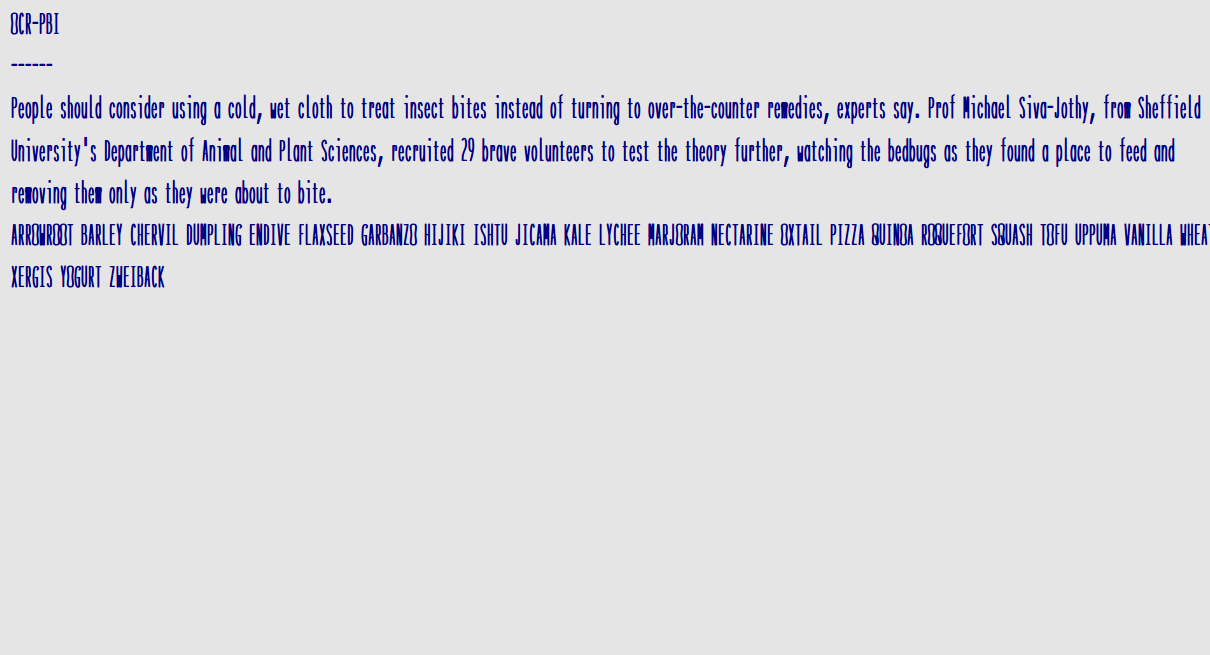 OCR-PBI
------
People should consider using a cold, wet cloth to treat insect bites instead of turning to over-the-counter remedies, experts say. Prof Michael Siva-Jothy, from Sheffield
University's Department of Animal and Plant Sciences, recruited 29 brave volunteers to test the theory further, watching the bedbugs as they found a place to feed and
removing them only as they were about to bite.
ARROWROOT BARLEY CHERVIL DUMPLING ENDIVE FLAXSEED GARBANZO HIJIKI ISHTU JICAMA KALE LYCHEE MARJORAM NECTARINE OXTAIL PIZZA QUINOA ROQUEFORT SQUASH TOFU UPPUMA VANILLA WHEAT
XERGIS YOGURT ZWEIBACK